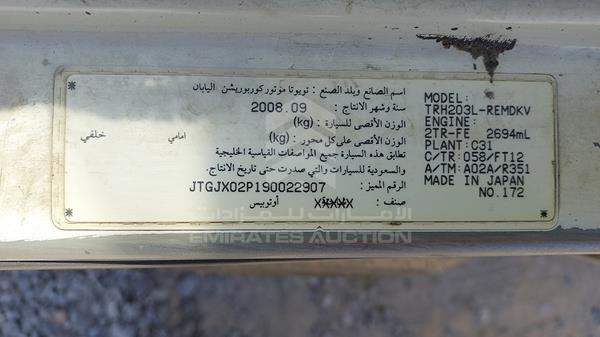 اسم الصانع وبلد الصنع : تويوتا موتور كوربوريشن اليابان
سنة وشهر الانتاج : 2008.09
الوزن الأقصى للسيارة : (kg)
الوزن الأقصى على كل محور : (kg) امامي خلفي
تطابق هذه السيارة جميع المواصفات القياسية الخليجية
والسعودية للسيارات والتي صدرت حتى تاريخ الانتاج
الرقم المميز : JTGJX02P190022907
صنف : XXXXX أوتوبيس
MODEL:
TRH203L-REMDKV
ENGINE:
2TR-FE 2694mL
PLANT: C31
C/TR: 058/FT12
A/TM: A02A/R351
MADE IN JAPAN
NO.172
الإمارات للمزادات
EMIRATES AUCTION